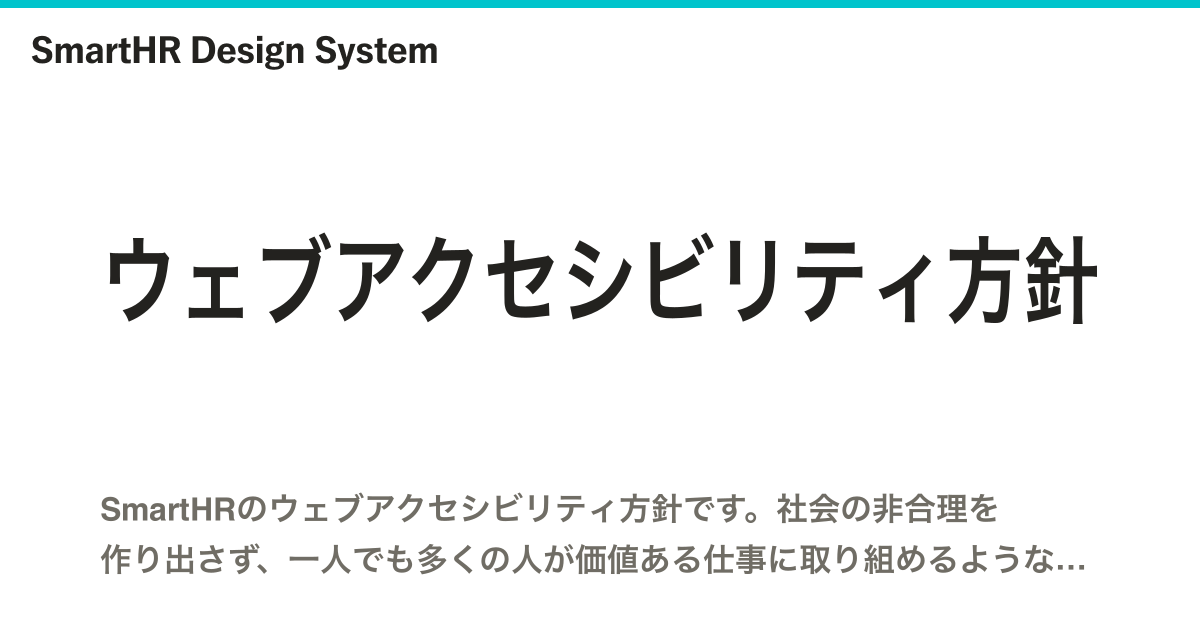 SmartHR Design System
ウェブアクセシビリティ方針
SmartHRのウェブアクセシビリティ方針です。社会の非合理を
作り出さず、一人でも多くの人が価値ある仕事に取り組めるような...